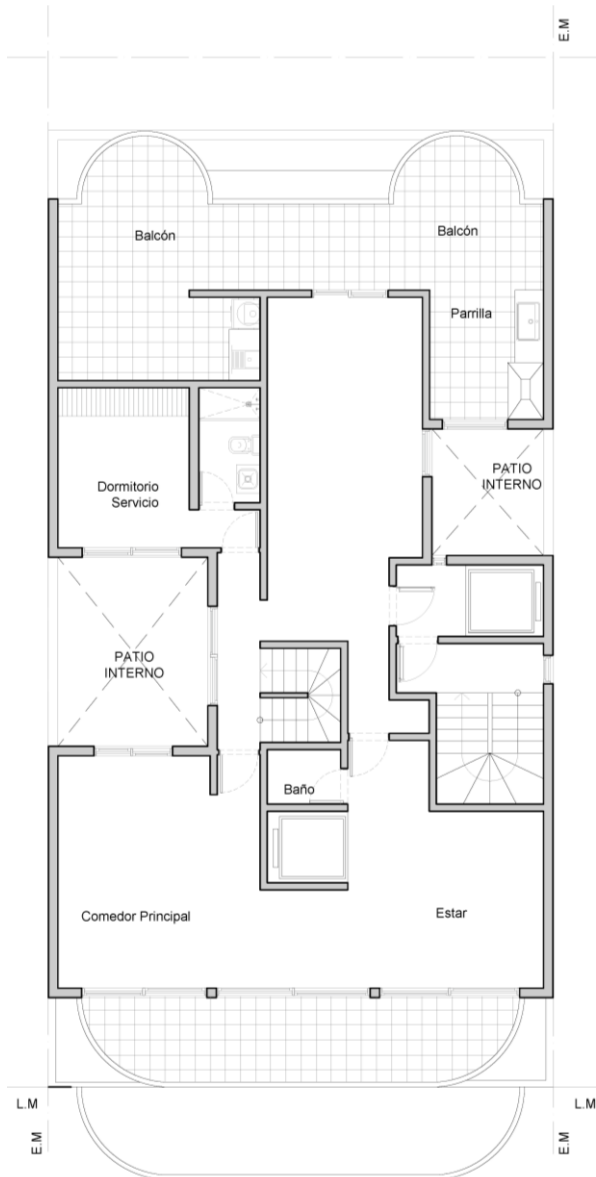 E.M
Balcón
Balcón
Parrilla
PATIO
INTERNO
Dormitorio
Servicio
PATIO
INTERNO
Baño
Comedor Principal
Estar
L.M
L.M
E.M
E.M